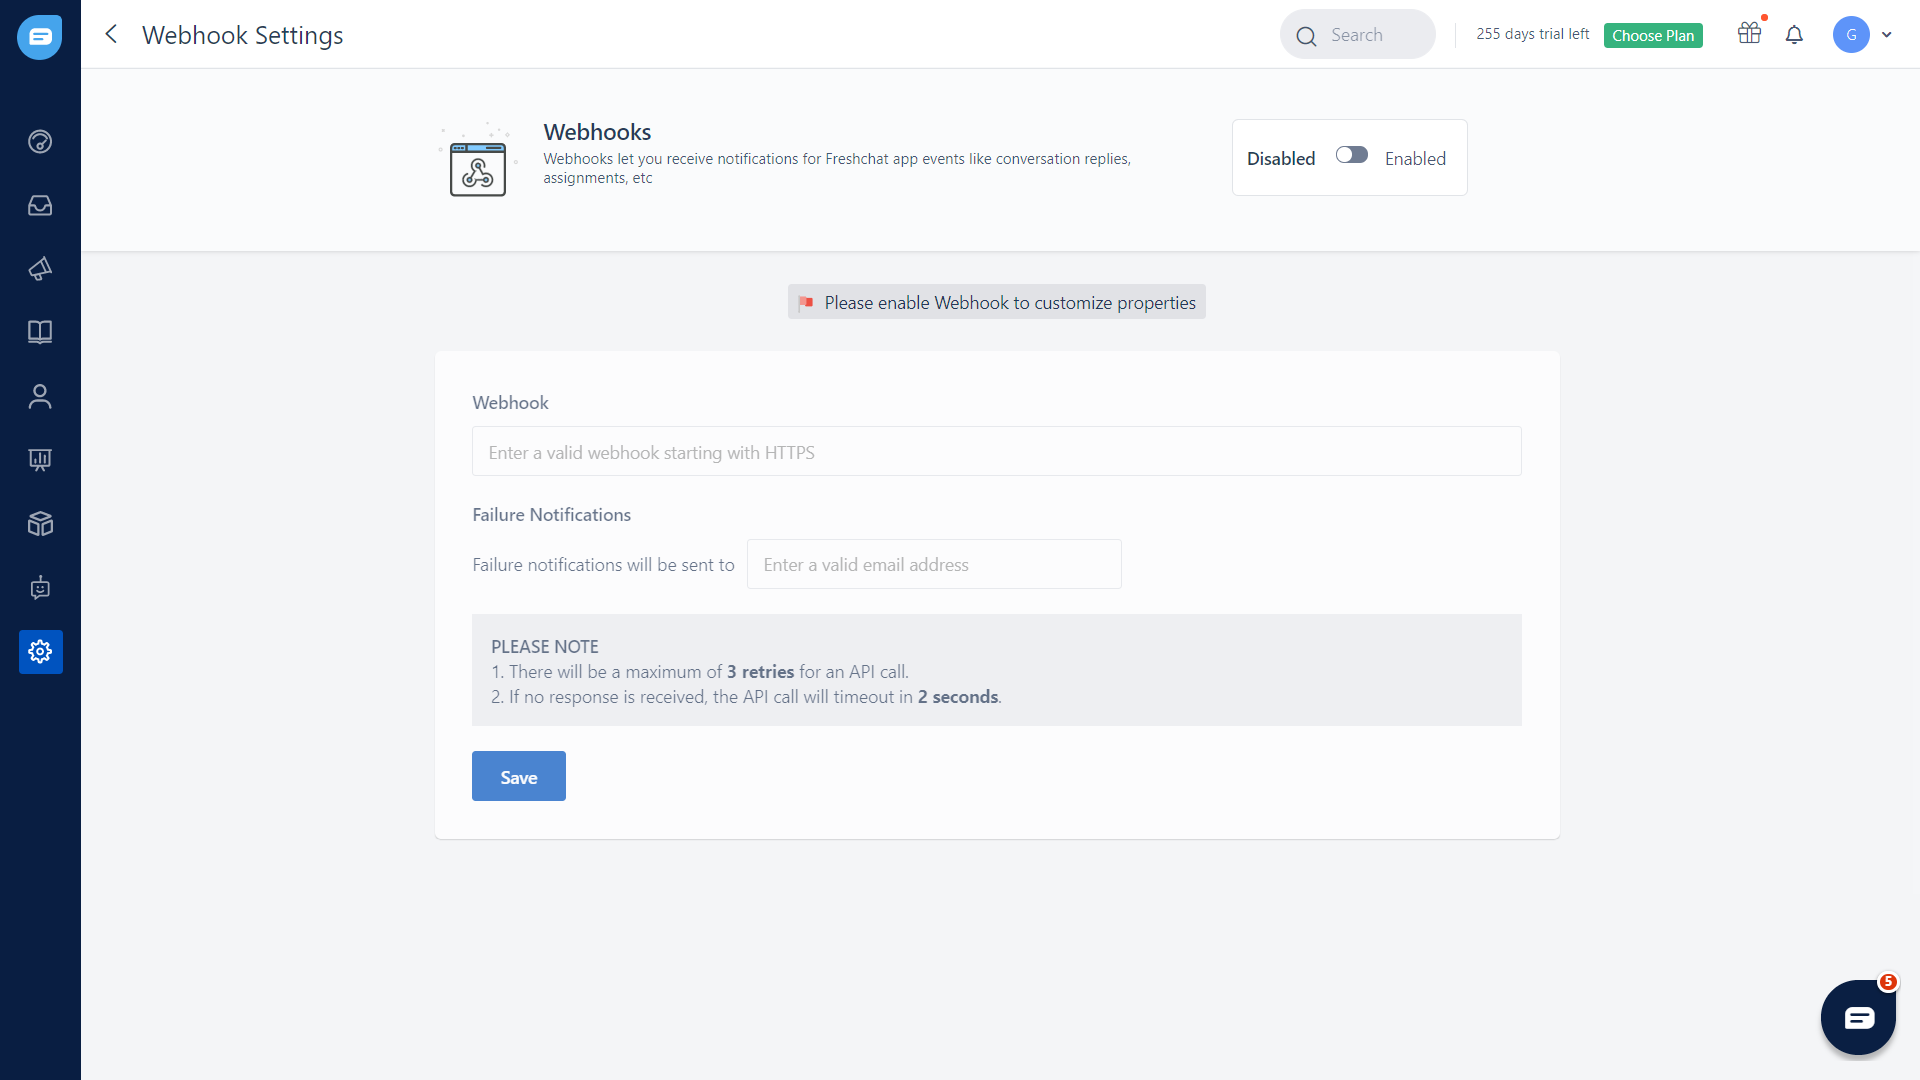 Webhook Settings
Search
255 days trial left
Choose Plan
G
Webhooks
Webhooks let you receive notifications for Freshchat app events like conversation replies,
assignments, etc
Disabled
Enabled
Please enable Webhook to customize properties
Webhook
Enter a valid webhook starting with HTTPS
Failure Notifications
Failure notifications will be sent to
Enter a valid email address
PLEASE NOTE
1. There will be a maximum of 3 retries for an API call.
2. If no response is received, the API call will timeout in 2 seconds.
Save
5